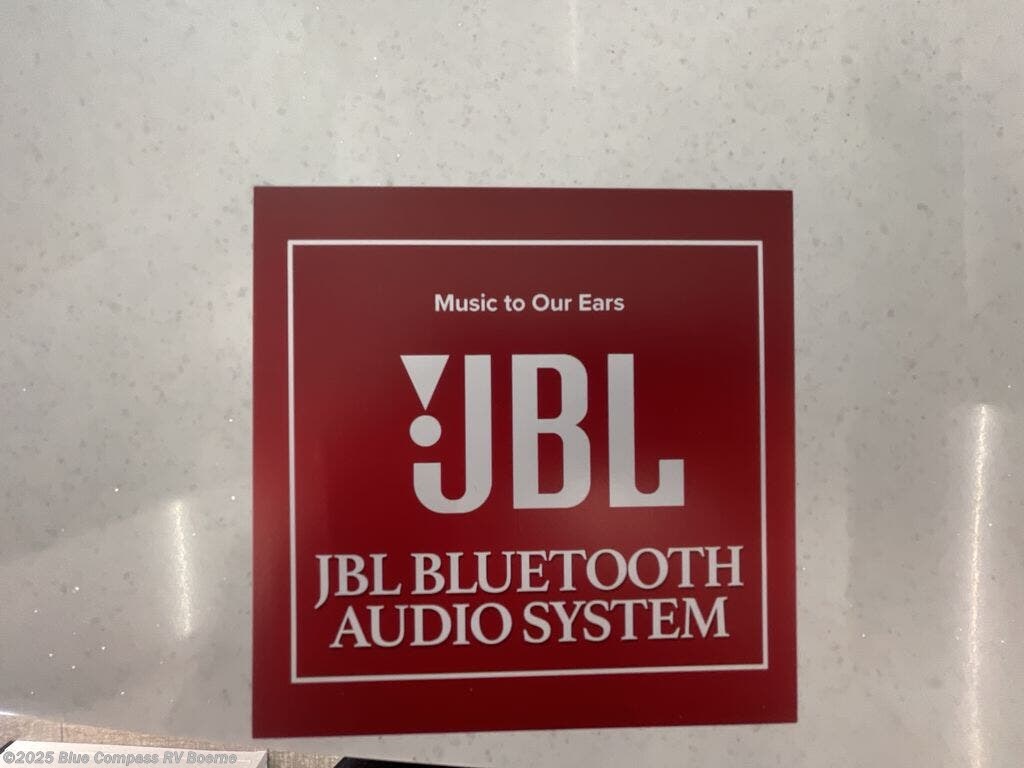 Music to Our Ears
JBL
JBL BLUETOOTH
AUDIO SYSTEM
©2025 Blue Compass RV Boerne